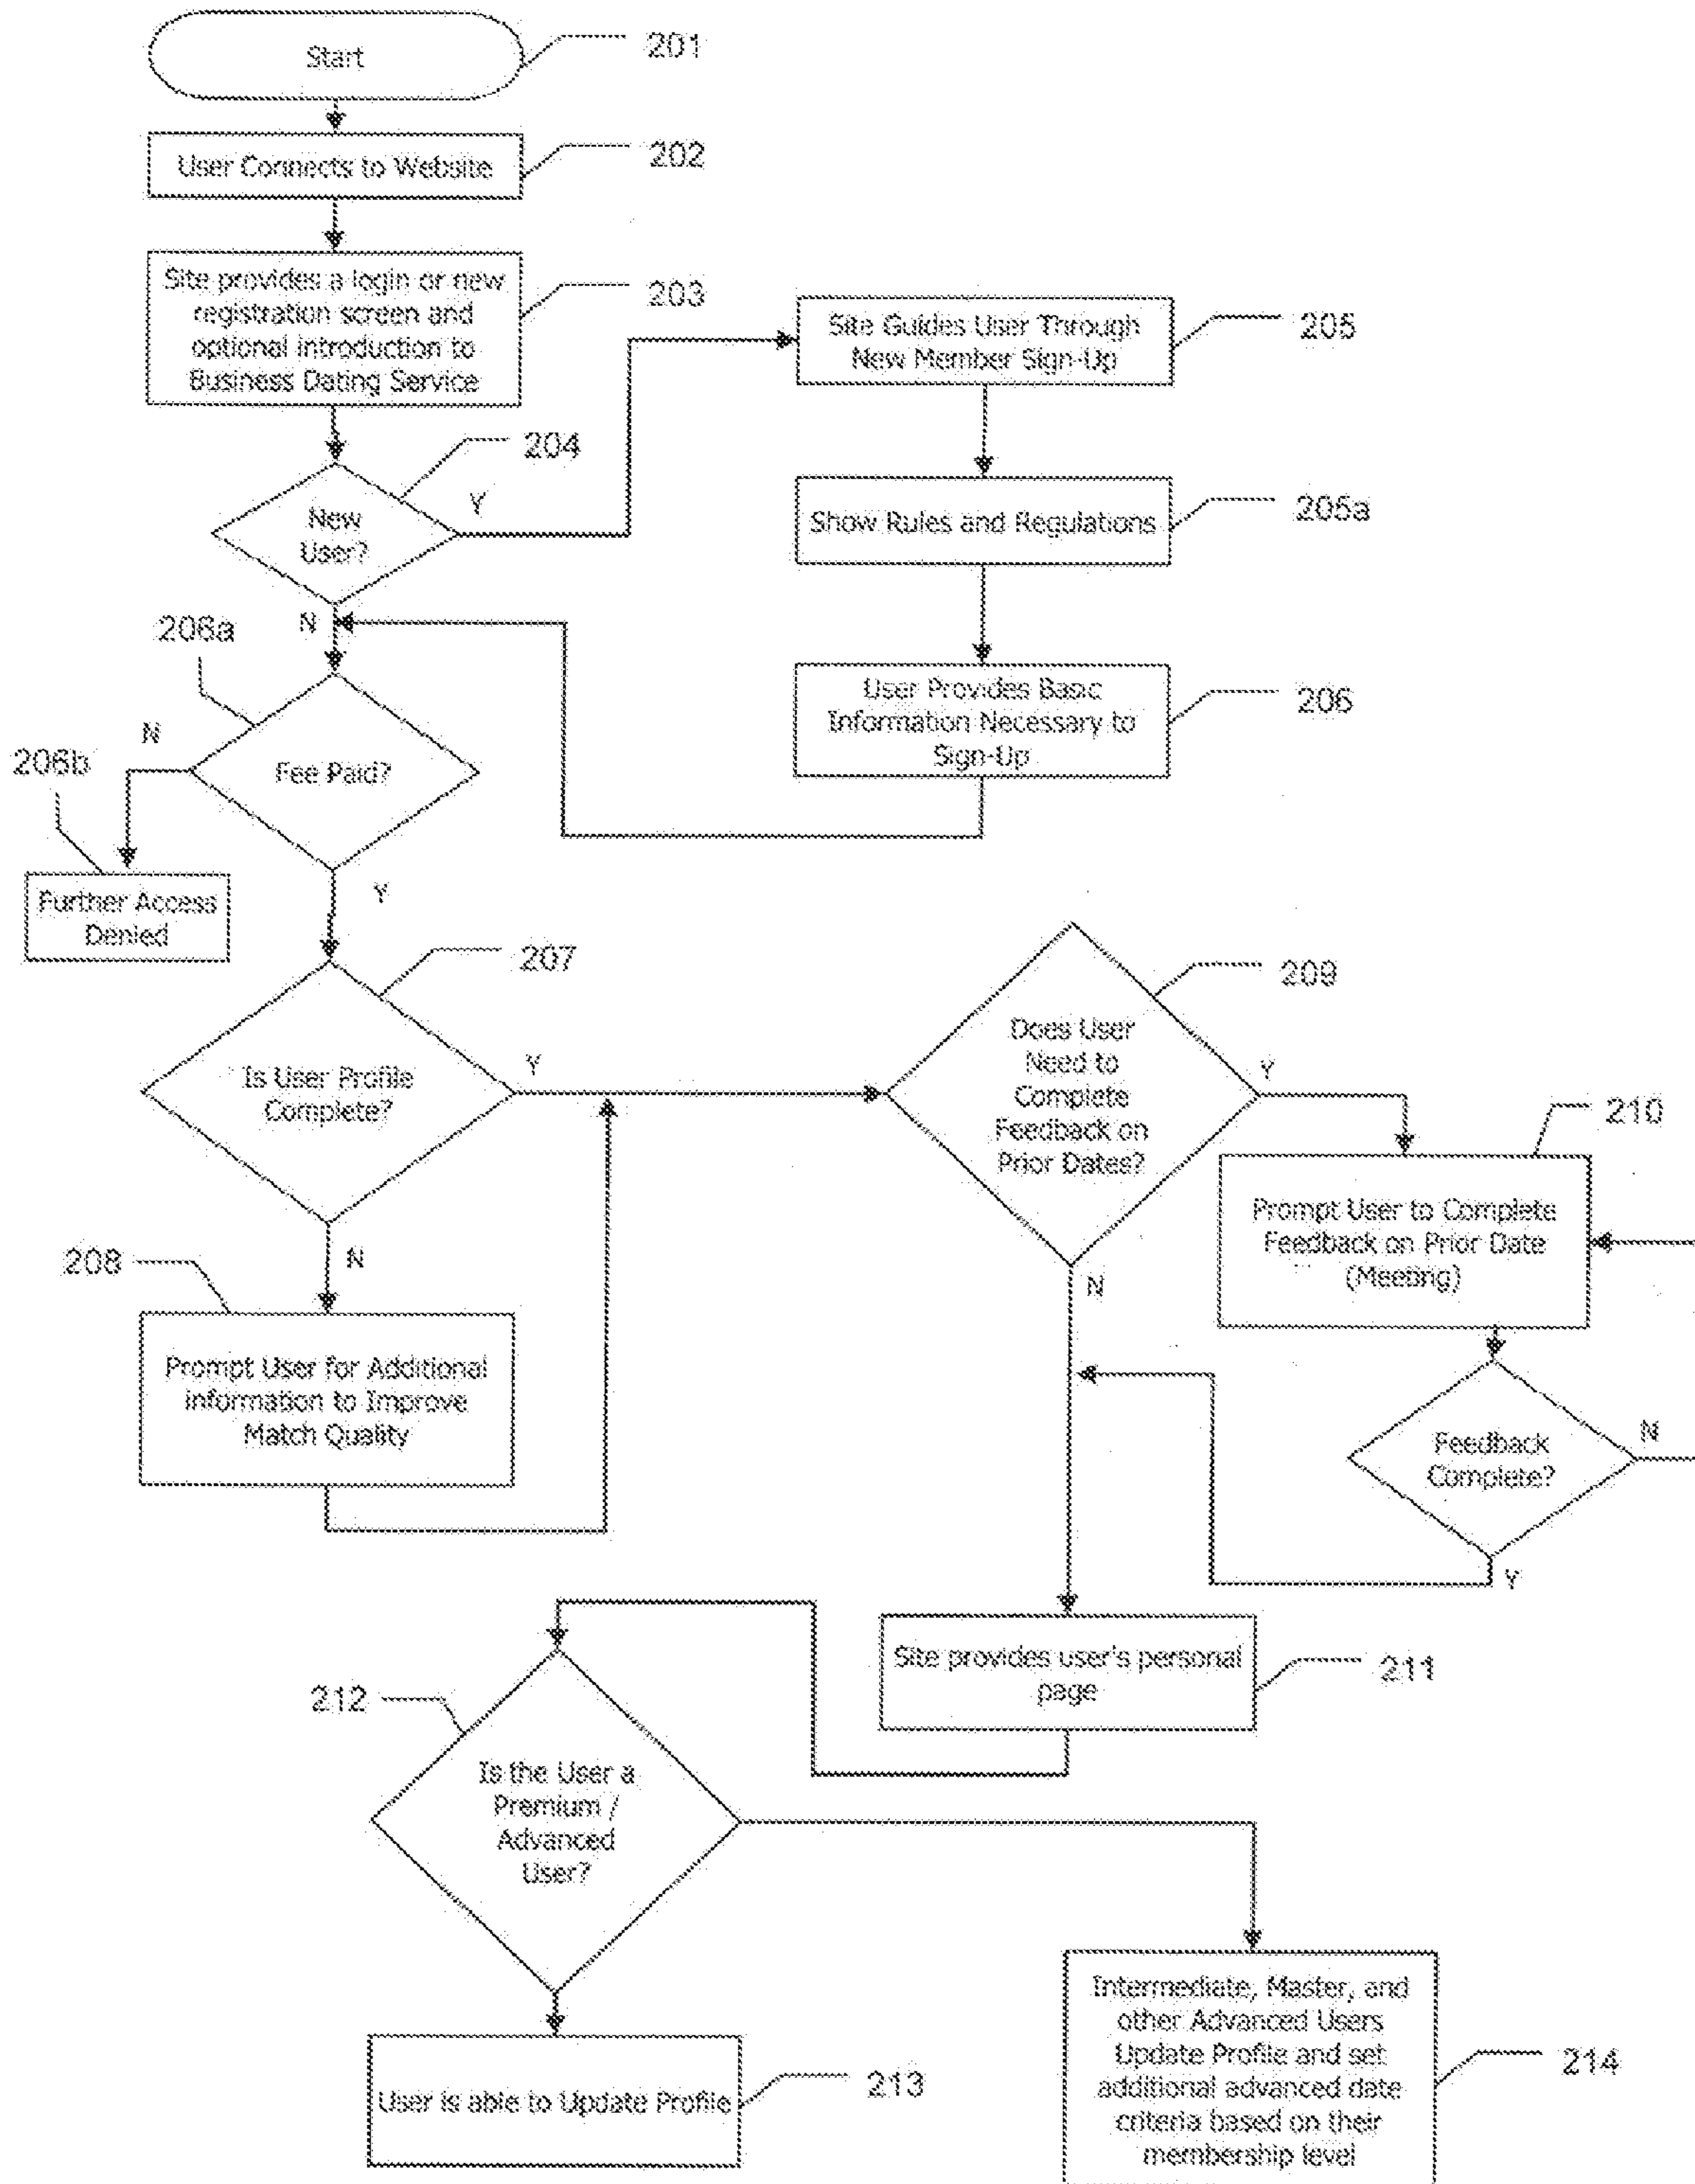 Start
201
User Connects to Website
202
Site provides a login or new
registration screen and
optional introduction to
Business Dating Service
203
204
New
User?
Y
N
Site Guides User Through
New Member Sign-Up
205
Show Rules and Regulations
205a
User Provides Basic
Information Necessary to
Sign-Up
206
206a
Fee Paid?
N
Y
206b
Further Access
Denied
207
Is User Profile
Complete?
Y
N
208
Prompt User for Additional
information to Improve
Match Quality
209
Does User
Need to
Complete
Feedback on
Prior Dates?
Y
N
210
Prompt User to Complete
Feedback on Prior Date
(Meeting)
Feedback
Complete?
N
Y
Site provides user's personal
page
211
212
Is the User a
Premium /
Advanced
User?
User is able to Update Profile
213
Intermediate, Master, and
other Advanced Users
Update Profile and set
additional advanced date
criteria based on their
membership level
214